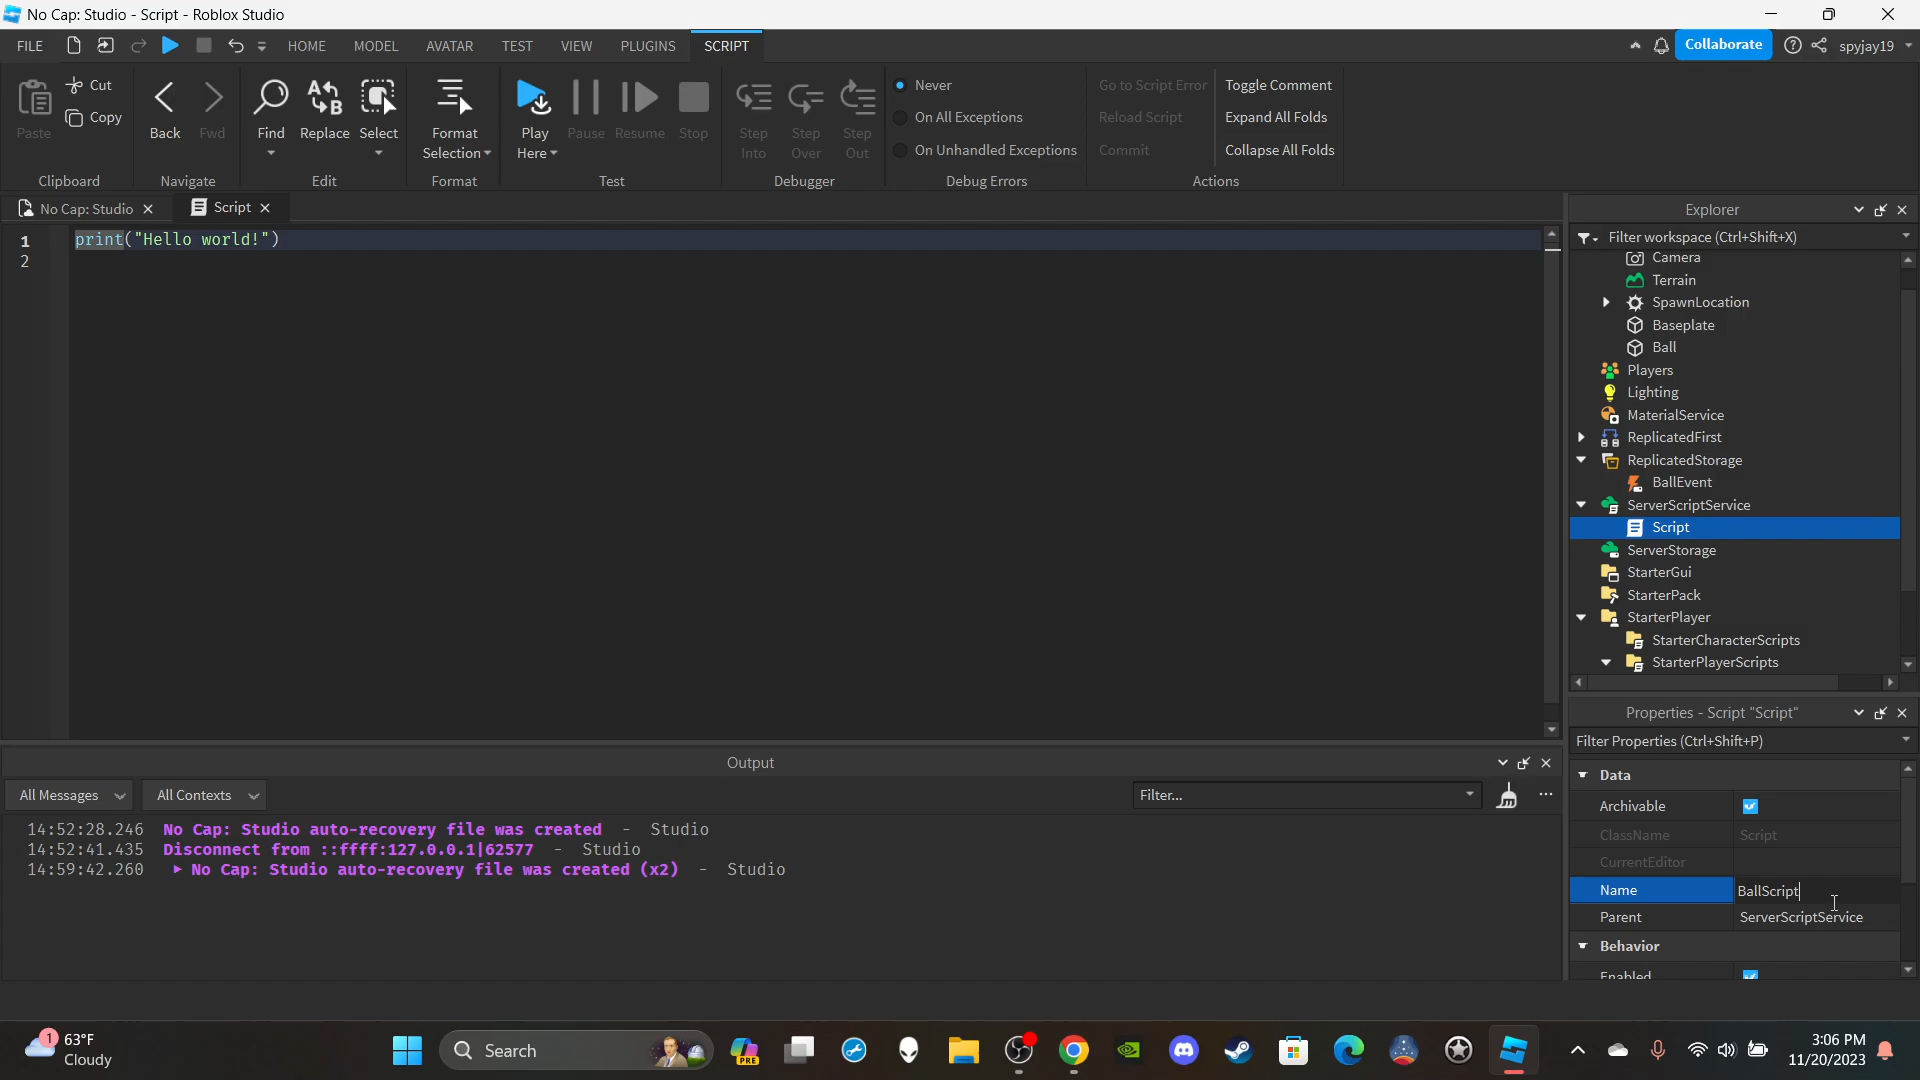 No Cap: Studio - Script - Roblox Studio
FILE HOME MODEL AVATAR TEST VIEW PLUGINS SCRIPT Collaborate spyjay19
Paste Cut Copy Back Fwd Find Replace Select Format Selection Play Here Pause Resume Stop Step Into Step Over Step Out
Never
On All Exceptions
On Unhandled Exceptions
Go to Script Error
Reload Script
Commit
Toggle Comment
Expand All Folds
Collapse All Folds
Clipboard Navigate Edit Format Test Debugger Debug Errors Actions
No Cap: Studio Script
1 print("Hello world!")
2
Explorer
Filter workspace (Ctrl+Shift+X)
Camera
Terrain
SpawnLocation
Baseplate
Ball
Players
Lighting
MaterialService
ReplicatedFirst
ReplicatedStorage
BallEvent
ServerScriptService
Script
ServerStorage
StarterGui
StarterPack
StarterPlayer
StarterCharacterScripts
StarterPlayerScripts
Properties - Script "Script"
Filter Properties (Ctrl+Shift+P)
Data
Archivable
ClassName Script
CurrentEditor
Name BallScript
Parent ServerScriptService
Behavior
Enabled
Output
All Messages All Contexts Filter...
14:52:28.246 No Cap: Studio auto-recovery file was created - Studio
14:52:41.435 Disconnect from ::ffff:127.0.0.1|62577 - Studio
14:59:42.260 No Cap: Studio auto-recovery file was created (x2) - Studio
1 63°F
Cloudy
Search
PRE
3:06 PM
11/20/2023